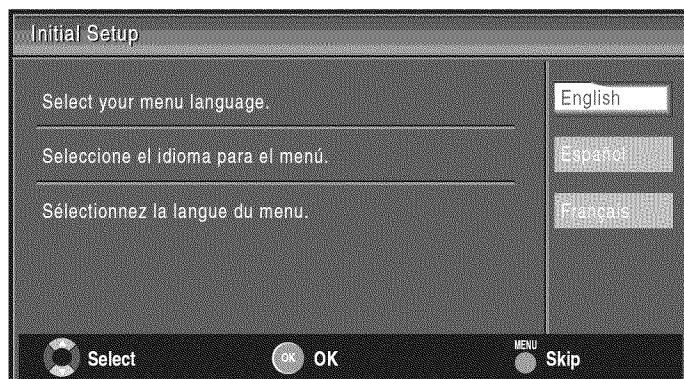 Initial Setup
Select your menu language.
Seleccione el idioma para el menú.
Sélectionnez la langue du menu.
English
Español
Français
Select
OK OK
MENU Skip